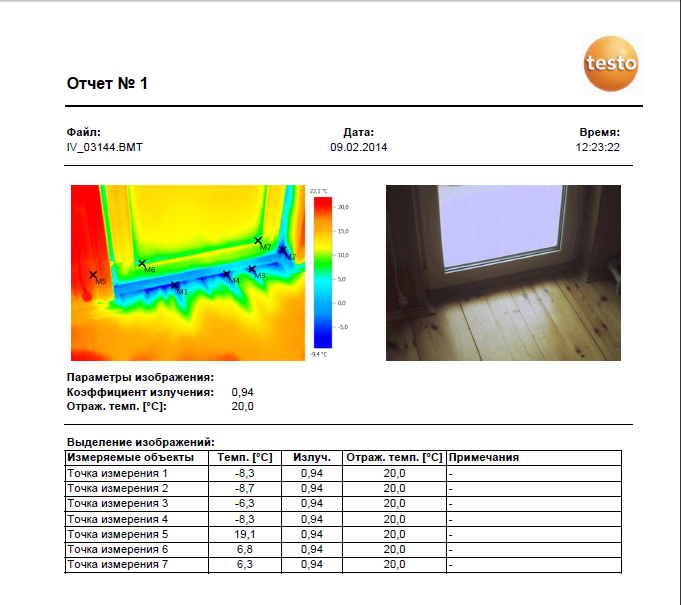 testo
Отчет № 1
Файл: Дата: Время:
IV_03144.BMT 09.02.2014 12:23:22
22,1 °C
20,0
15,0
10,0
5,0
0,0
-5,0
-9,4 °C
M7
M2
M6
M3
M5
M4
M1
Параметры изображения:
Коэффициент излучения: 0,94
Отраж. темп. [°C]: 20,0
Выделение изображений:
Измеряемые объекты Темп. [°C] Излуч. Отраж. темп. [°C] Примечания
Точка измерения 1 -8,3 0,94 20,0 -
Точка измерения 2 -8,7 0,94 20,0 -
Точка измерения 3 -6,3 0,94 20,0 -
Точка измерения 4 -8,3 0,94 20,0 -
Точка измерения 5 19,1 0,94 20,0 -
Точка измерения 6 6,8 0,94 20,0 -
Точка измерения 7 6,3 0,94 20,0 -